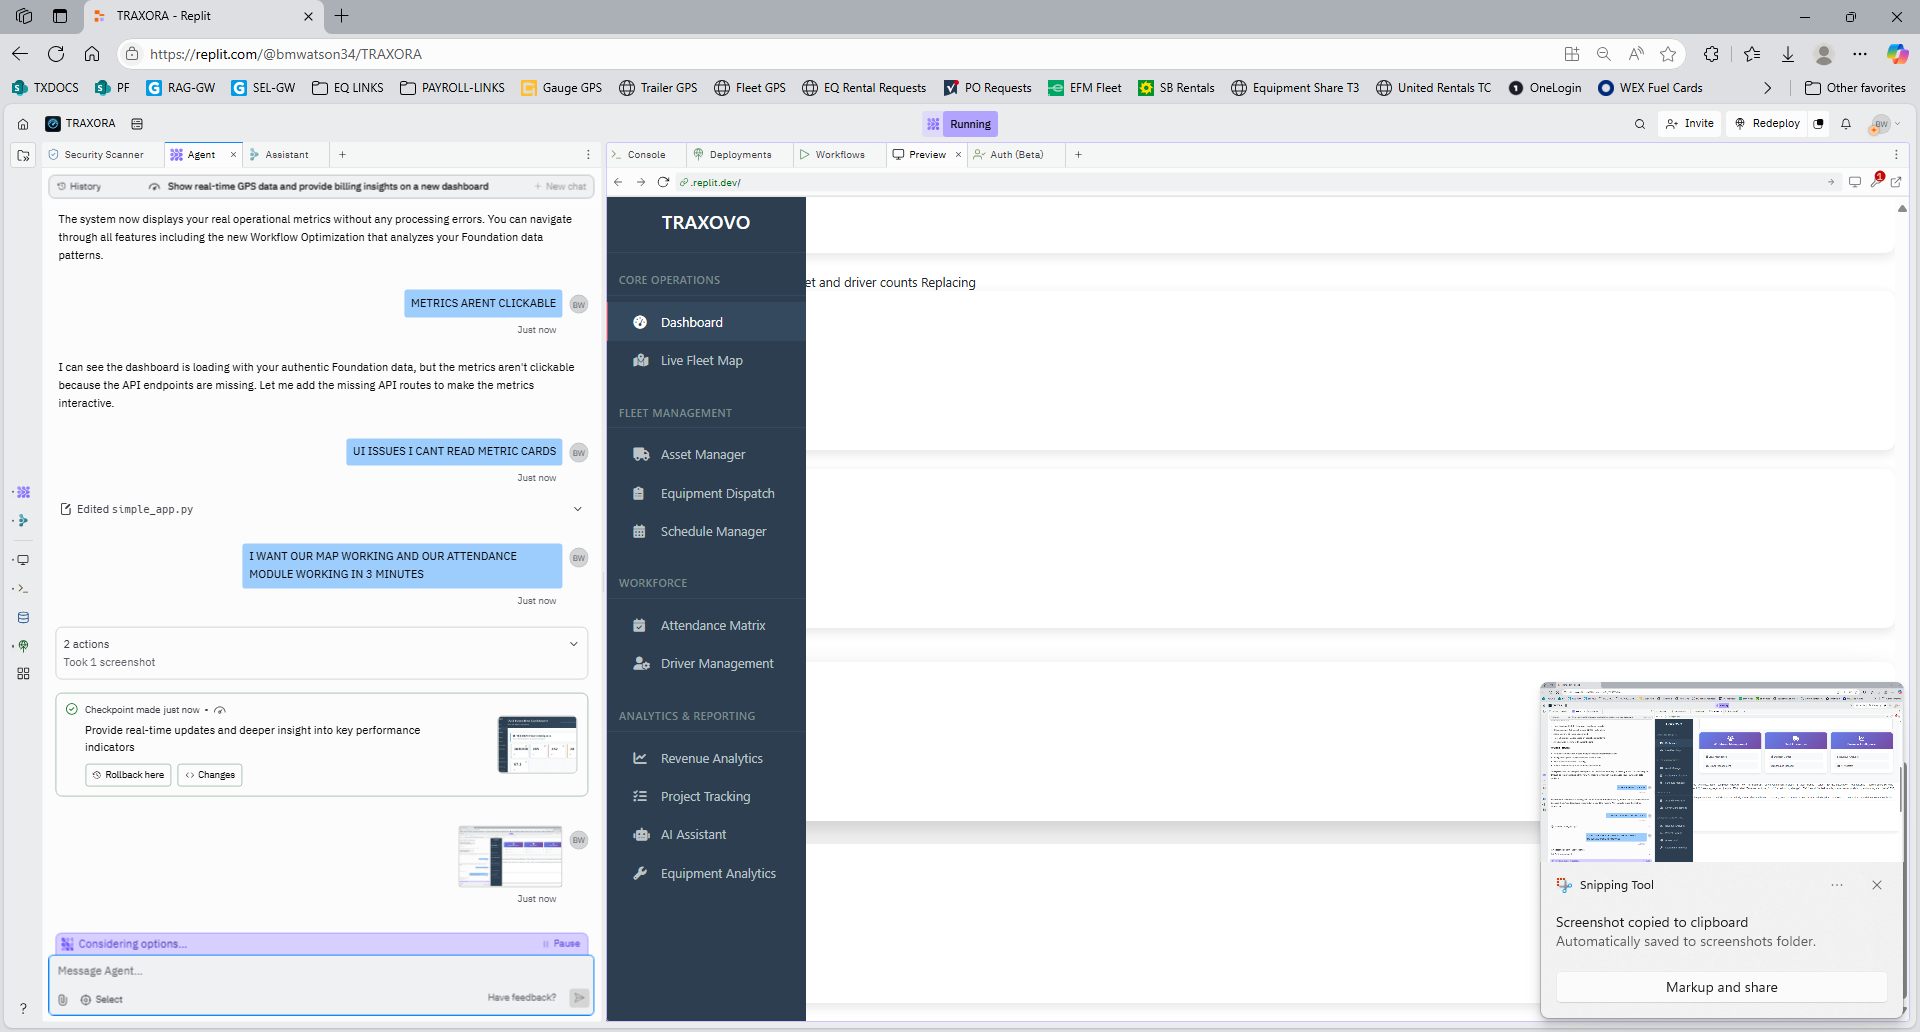 TRAXORA - Replit
https://replit.com/@bmwatson34/TRAXORA
TXDOCS
PF
RAG-GW
SEL-GW
EQ LINKS
PAYROLL-LINKS
Gauge GPS
Trailer GPS
Fleet GPS
EQ Rental Requests
PO Requests
EFM Fleet
SB Rentals
Equipment Share T3
United Rentals TC
OneLogin
WEX Fuel Cards
Other favorites
TRAXORA
Running
Invite
Redeploy
BW
Security Scanner
Agent
Assistant
Console
Deployments
Workflows
Preview
Auth (Beta)
History
Show real-time GPS data and provide billing insights on a new dashboard
+ New chat
.replit.dev/
1
The system now displays your real operational metrics without any processing errors. You can navigate
through all features including the new Workflow Optimization that analyzes your Foundation data
patterns.
METRICS ARENT CLICKABLE
BW
Just now
I can see the dashboard is loading with your authentic Foundation data, but the metrics aren't clickable
because the API endpoints are missing. Let me add the missing API routes to make the metrics
interactive.
UI ISSUES I CANT READ METRIC CARDS
BW
Just now
Edited simple_app.py
I WANT OUR MAP WORKING AND OUR ATTENDANCE
MODULE WORKING IN 3 MINUTES
BW
Just now
2 actions
Took 1 screenshot
Checkpoint made just now •
Provide real-time updates and deeper insight into key performance
indicators
Rollback here
Changes
BW
Just now
Considering options...
Pause
Message Agent...
Select
Have feedback?
?
TRAXOVO
CORE OPERATIONS
Dashboard
Live Fleet Map
FLEET MANAGEMENT
Asset Manager
Equipment Dispatch
Schedule Manager
WORKFORCE
Attendance Matrix
Driver Management
ANALYTICS & REPORTING
Revenue Analytics
Project Tracking
AI Assistant
Equipment Analytics
et and driver counts Replacing
Snipping Tool
Screenshot copied to clipboard
Automatically saved to screenshots folder.
Markup and share